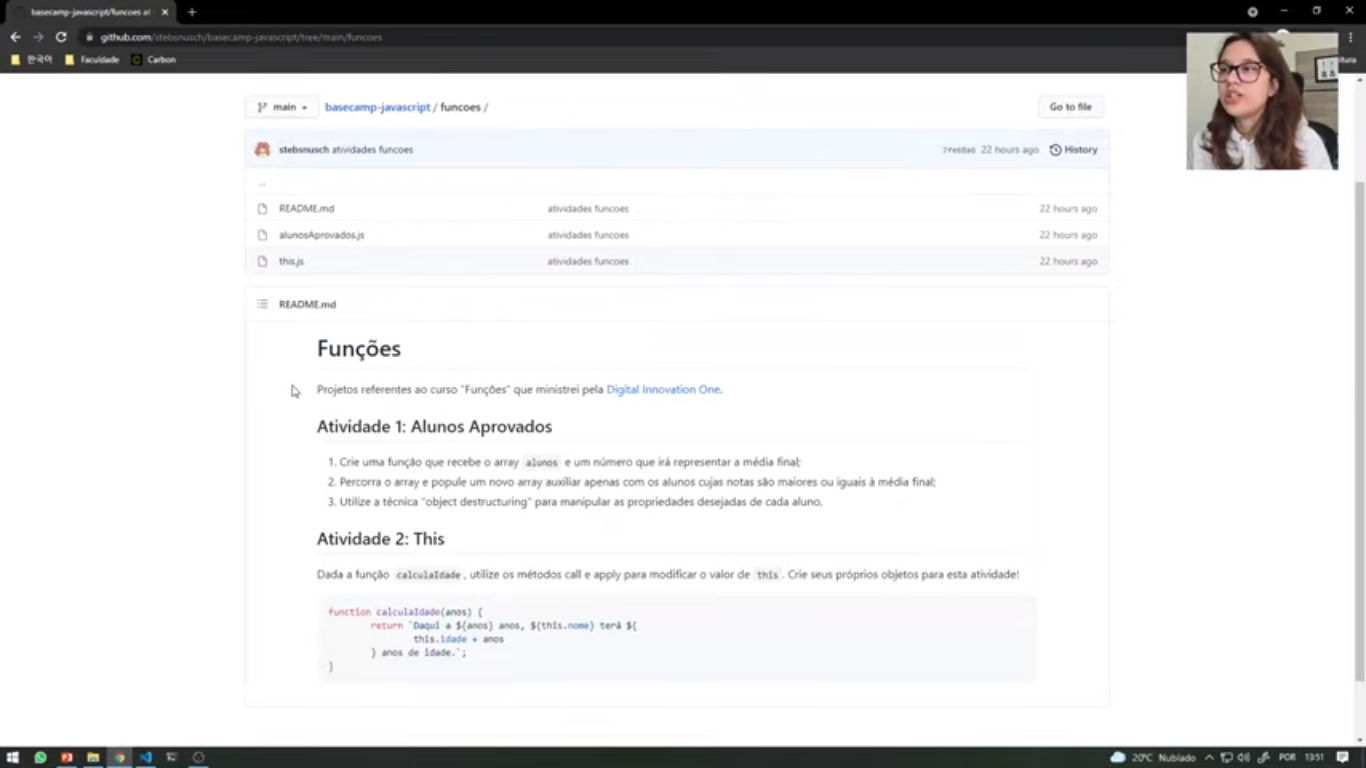 basecamp-javascript/funcoes at
github.com/stebsnusch/basecamp-javascript/tree/main/funcoes
한국어 Faculdade Carbon
itura
main basecamp-javascript / funcoes / Go to file
stebsnusch atividades funcoes 22 hours ago History
..
README.md atividades funcoes 22 hours ago
alunosAprovados.js atividades funcoes 22 hours ago
this.js atividades funcoes 22 hours ago
README.md
Funções
Projetos referentes ao curso "Funções" que ministrei pela Digital Innovation One.
Atividade 1: Alunos Aprovados
1. Crie uma função que recebe o array alunos e um número que irá representar a média final;
2. Percorra o array e popule um novo array auxiliar apenas com os alunos cujas notas são maiores ou iguais à média final;
3. Utilize a técnica "object destructuring" para manipular as propriedades desejadas de cada aluno.
Atividade 2: This
Dada a função calculaIdade, utilize os métodos call e apply para modificar o valor de this. Crie seus próprios objetos para esta atividade!
function calculaIdade(anos) {
return `Daqui a ${anos} anos, ${this.nome} terá ${
this.idade + anos
} anos de idade.`;
}
20°C Nublado POR 13:51